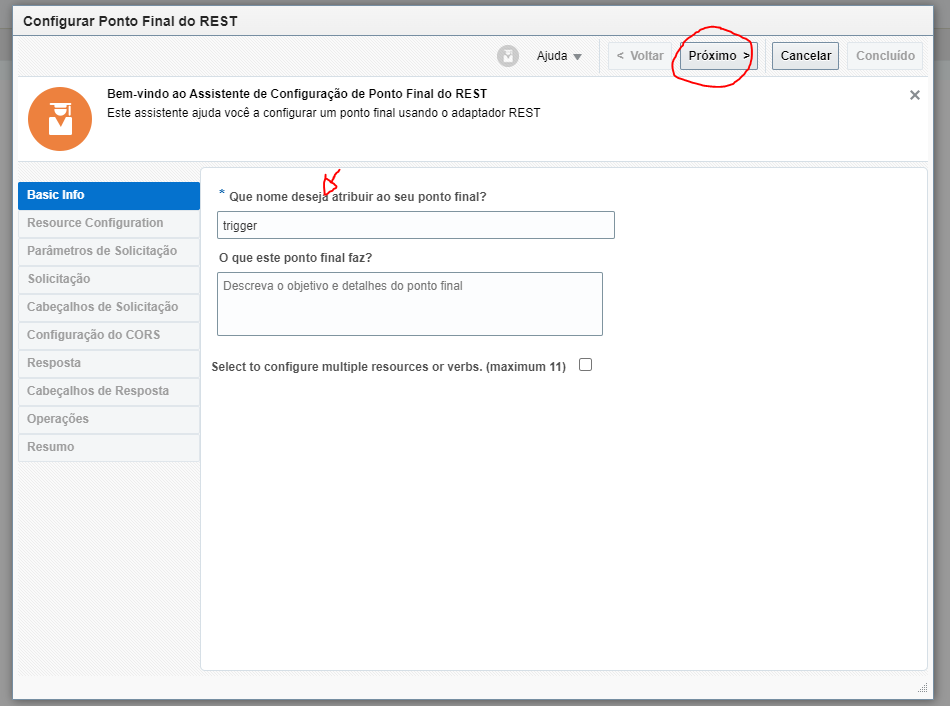 Configurar Ponto Final do REST
Ajuda
< Voltar
Próximo >
Cancelar
Concluído
Bem-vindo ao Assistente de Configuração de Ponto Final do REST
Este assistente ajuda você a configurar um ponto final usando o adaptador REST
Basic Info
Resource Configuration
Parâmetros de Solicitação
Solicitação
Cabeçalhos de Solicitação
Configuração do CORS
Resposta
Cabeçalhos de Resposta
Operações
Resumo
* Que nome deseja atribuir ao seu ponto final?
trigger
O que este ponto final faz?
Descreva o objetivo e detalhes do ponto final
Select to configure multiple resources or verbs. (maximum 11)